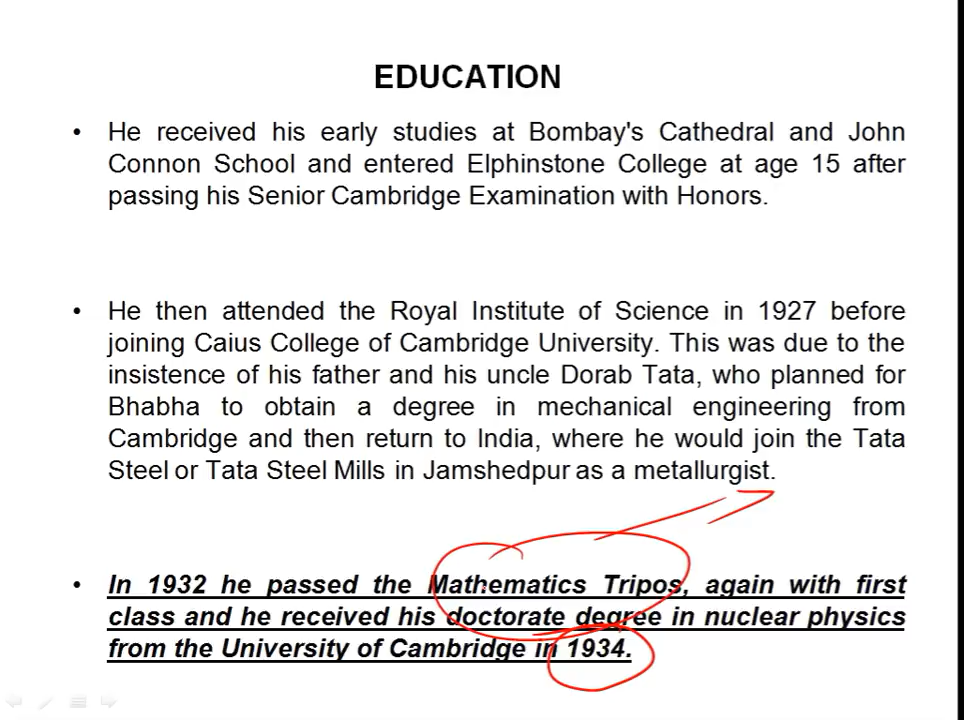 EDUCATION
• He received his early studies at Bombay's Cathedral and John
Connon School and entered Elphinstone College at age 15 after
passing his Senior Cambridge Examination with Honors.
• He then attended the Royal Institute of Science in 1927 before
joining Caius College of Cambridge University. This was due to the
insistence of his father and his uncle Dorab Tata, who planned for
Bhabha to obtain a degree in mechanical engineering from
Cambridge and then return to India, where he would join the Tata
Steel or Tata Steel Mills in Jamshedpur as a metallurgist.
• In 1932 he passed the Mathematics Tripos, again with first
class and he received his doctorate degree in nuclear physics
from the University of Cambridge in 1934.